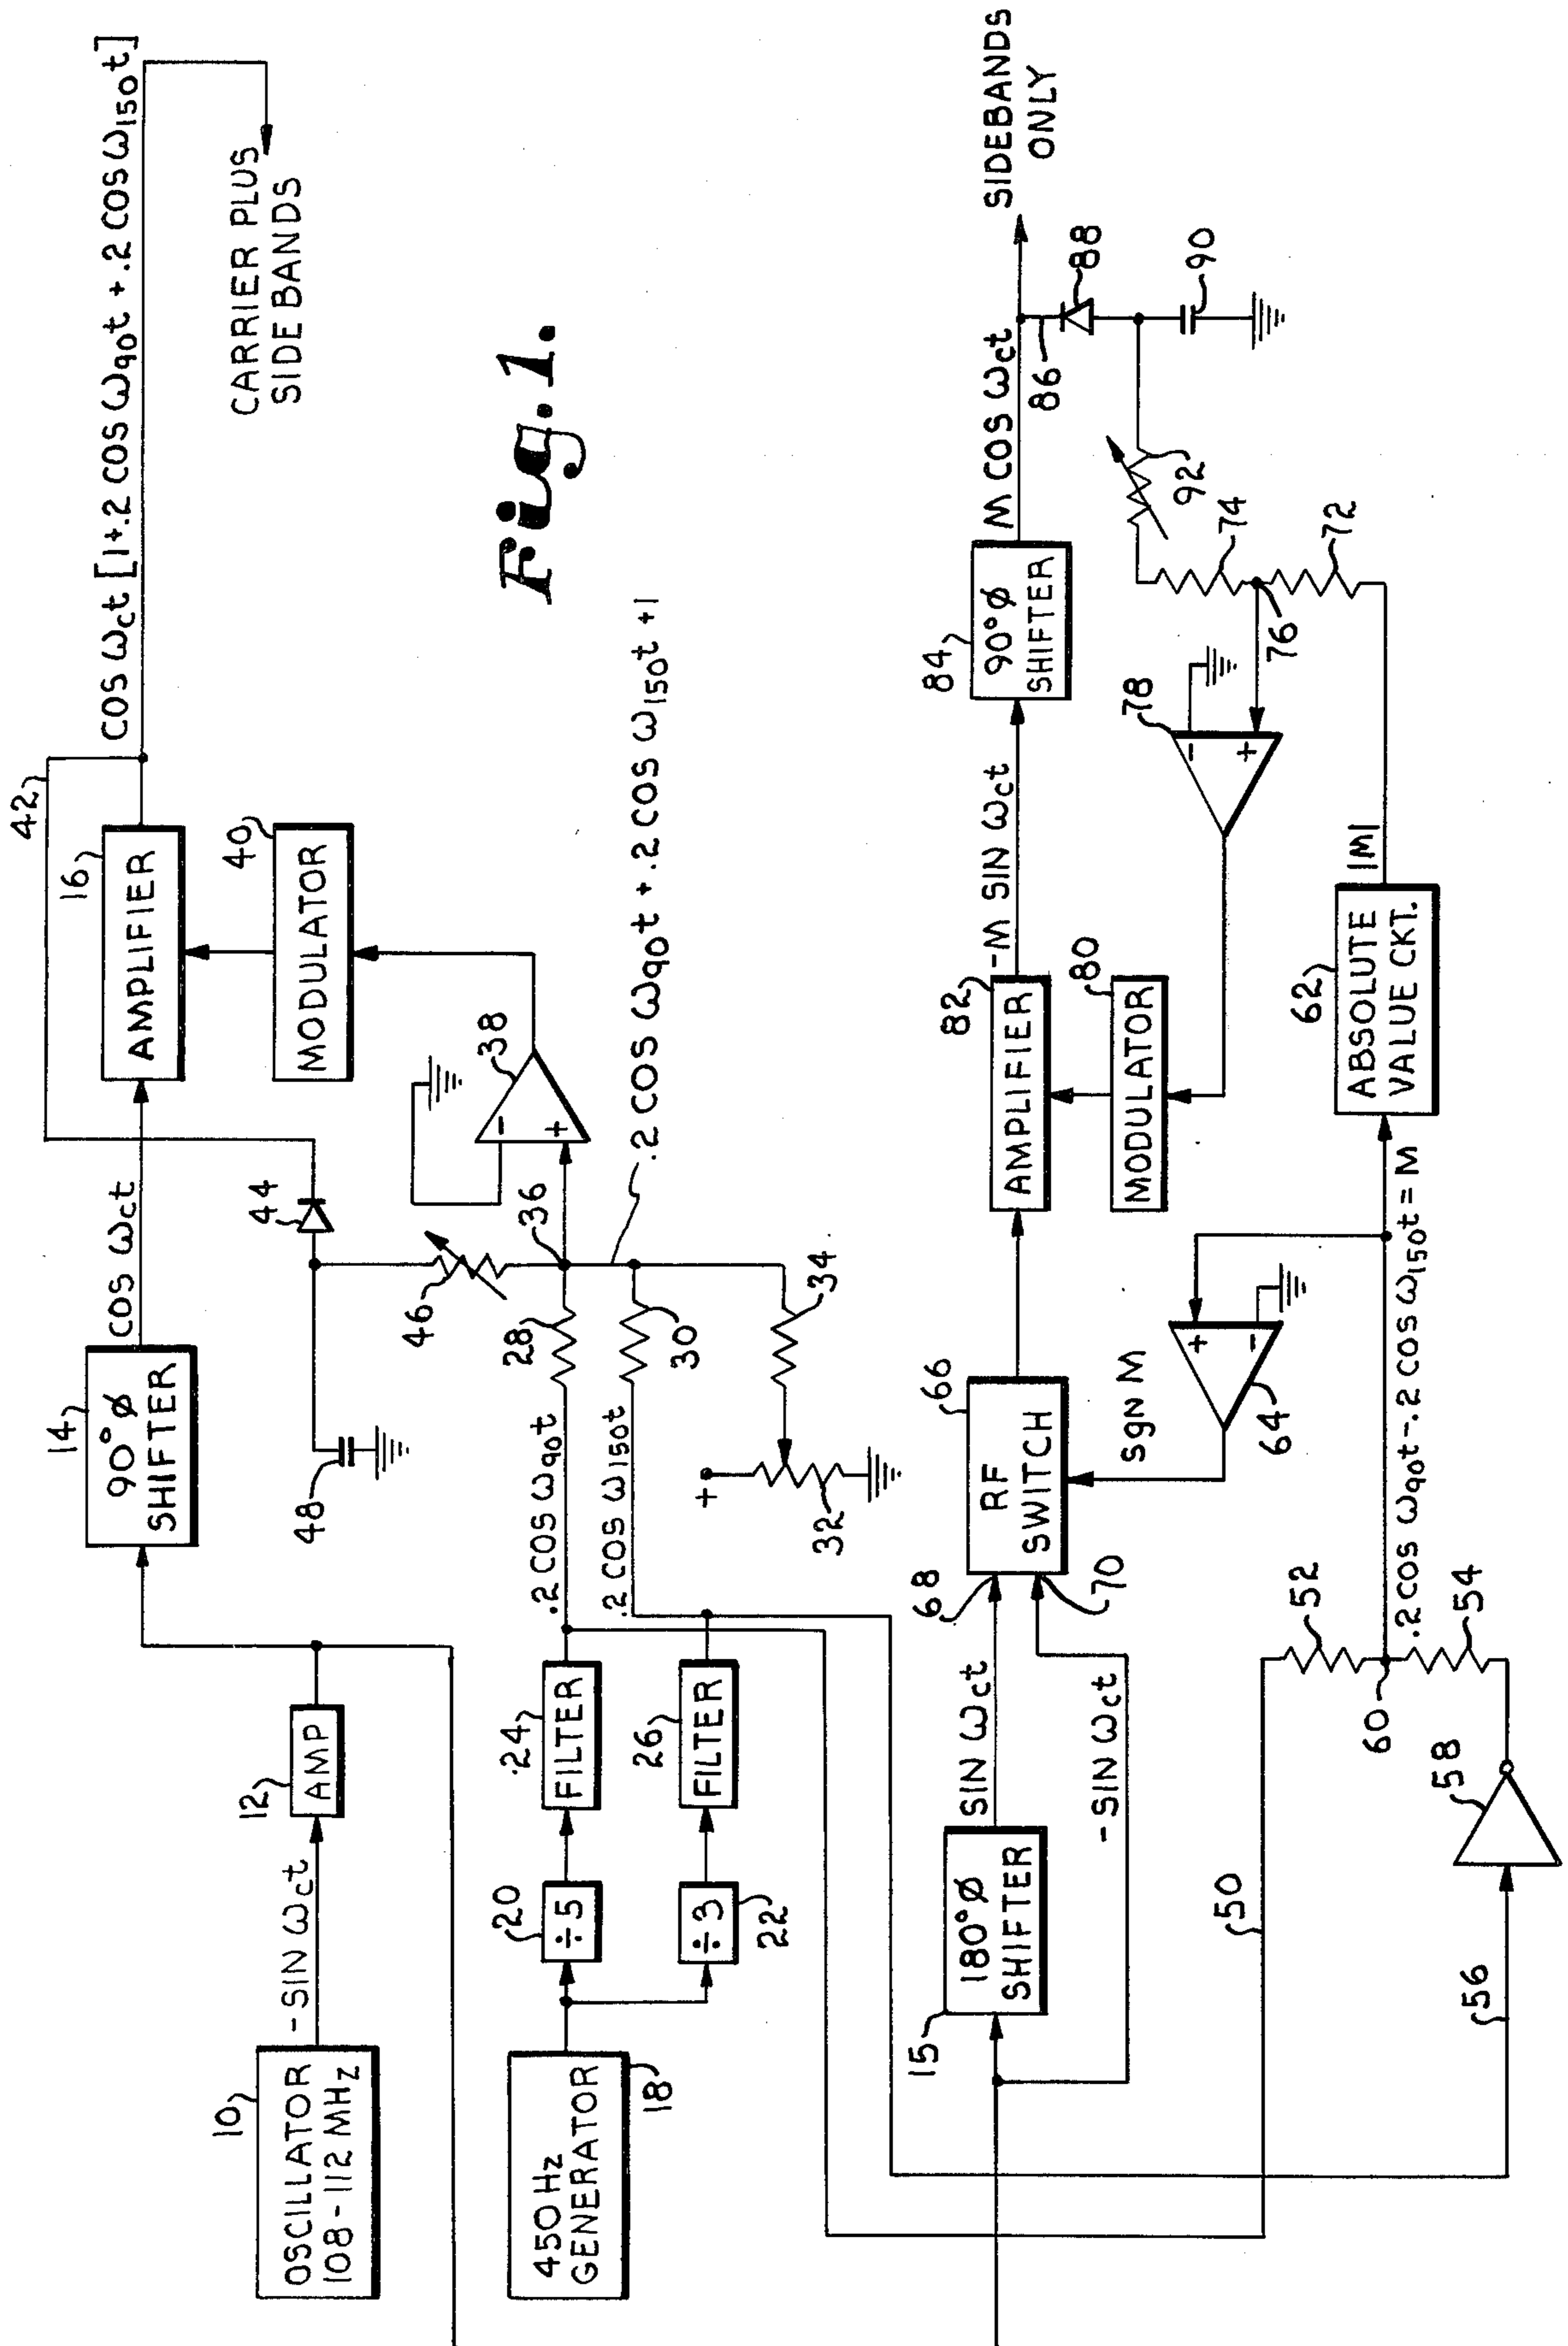 10
OSCILLATOR
108-112 MHz
- SIN ωct
12
AMP
14
90°Ø
SHIFTER
COS ωct
16
AMPLIFIER
42
COS ωct [1+.2 COS ω90t + .2 COS ω150t]
CARRIER PLUS
SIDEBANDS
40
MODULATOR
44
48
46
38
-
+
36
28
30
34
32
+
.2 COS ω90t + .2 COS ω150t +1
18
450Hz
GENERATOR
20
÷5
22
÷3
24
FILTER
26
FILTER
.2 COS ω90t
.2 COS ω150t
Fig.1.
15
180°Ø
SHIFTER
SIN ωct
- SIN ωct
68
70
66
RF
SWITCH
sgn M
64
+
-
82
AMPLIFIER
-M SIN ωct
80
MODULATOR
84
90°Ø
SHIFTER
M COS ωct
SIDEBANDS
ONLY
86
88
90
92
74
72
76
78
-
+
50
52
54
56
58
60
.2 COS ω90t-.2 COS ω150t = M
62
ABSOLUTE
VALUE CKT.
|M|